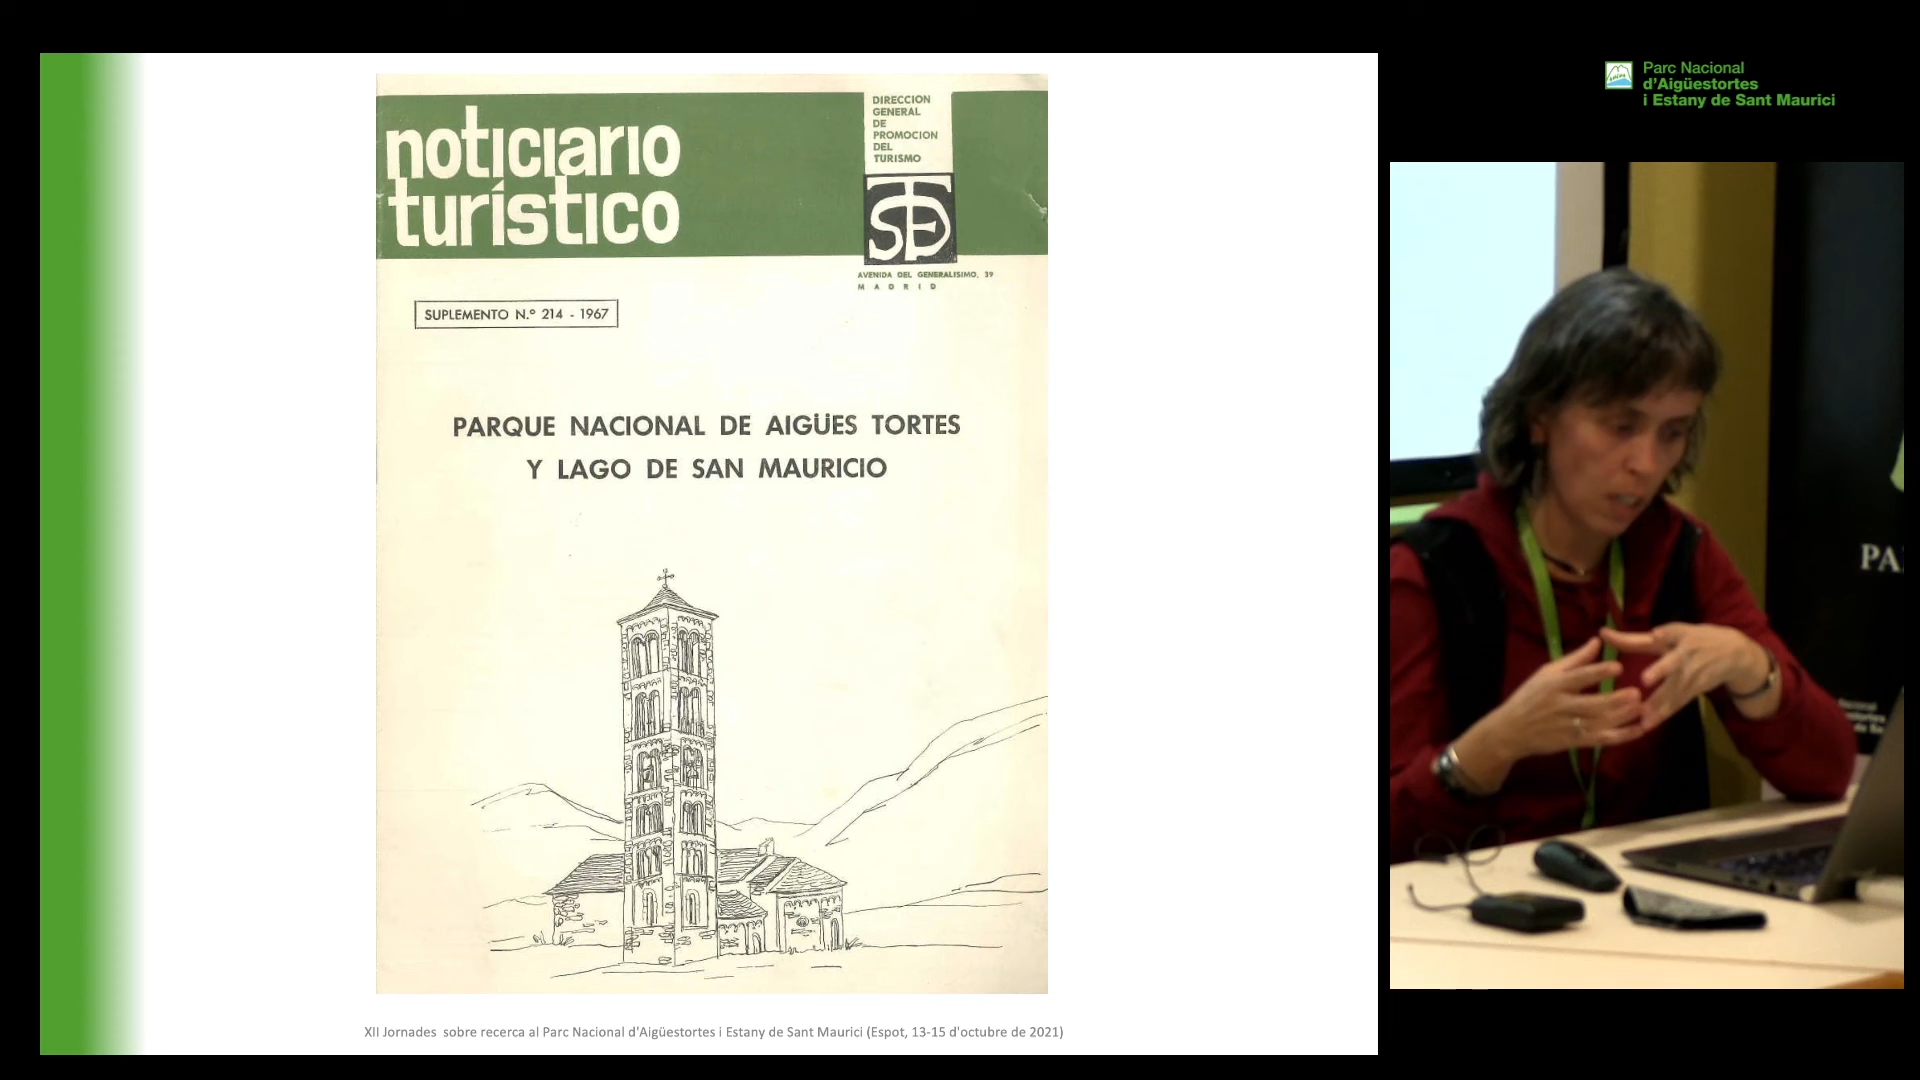 noticiario
turístico
DIRECCION
GENERAL
DE
PROMOCION
DEL
TURISMO
AVENIDA DEL GENERALISIMO, 39
MADRID
SUPLEMENTO N.º 214 - 1967
PARQUE NACIONAL DE AIGÜES TORTES
Y LAGO DE SAN MAURICIO
XII Jornades sobre recerca al Parc Nacional d'Aigüestortes i Estany de Sant Maurici (Espot, 13-15 d'octubre de 2021)
Parc Nacional
d'Aigüestortes
i Estany de Sant Maurici
PA